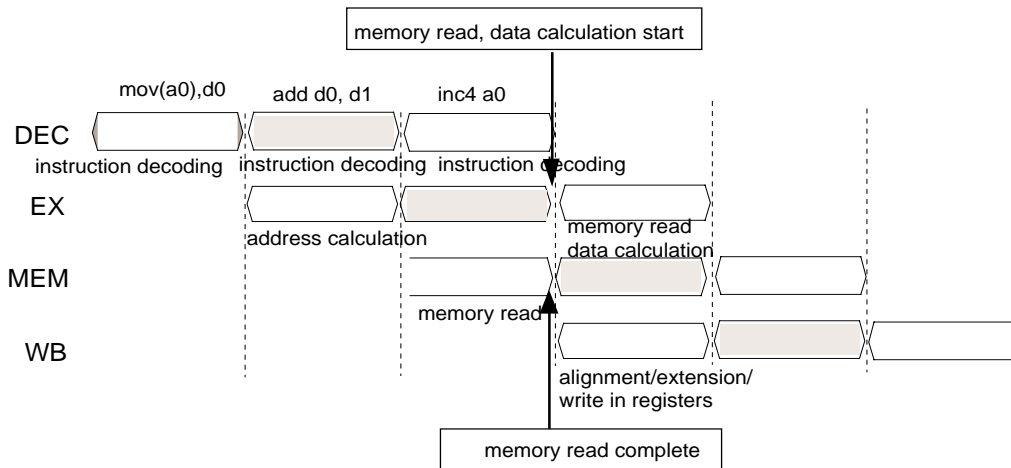 memory read, data calculation start
mov(a0),d0
add d0, d1
inc4 a0
DEC
instruction decoding
instruction decoding
instruction decoding
EX
address calculation
memory read
data calculation
MEM
memory read
WB
alignment/extension/
write in registers
memory read complete